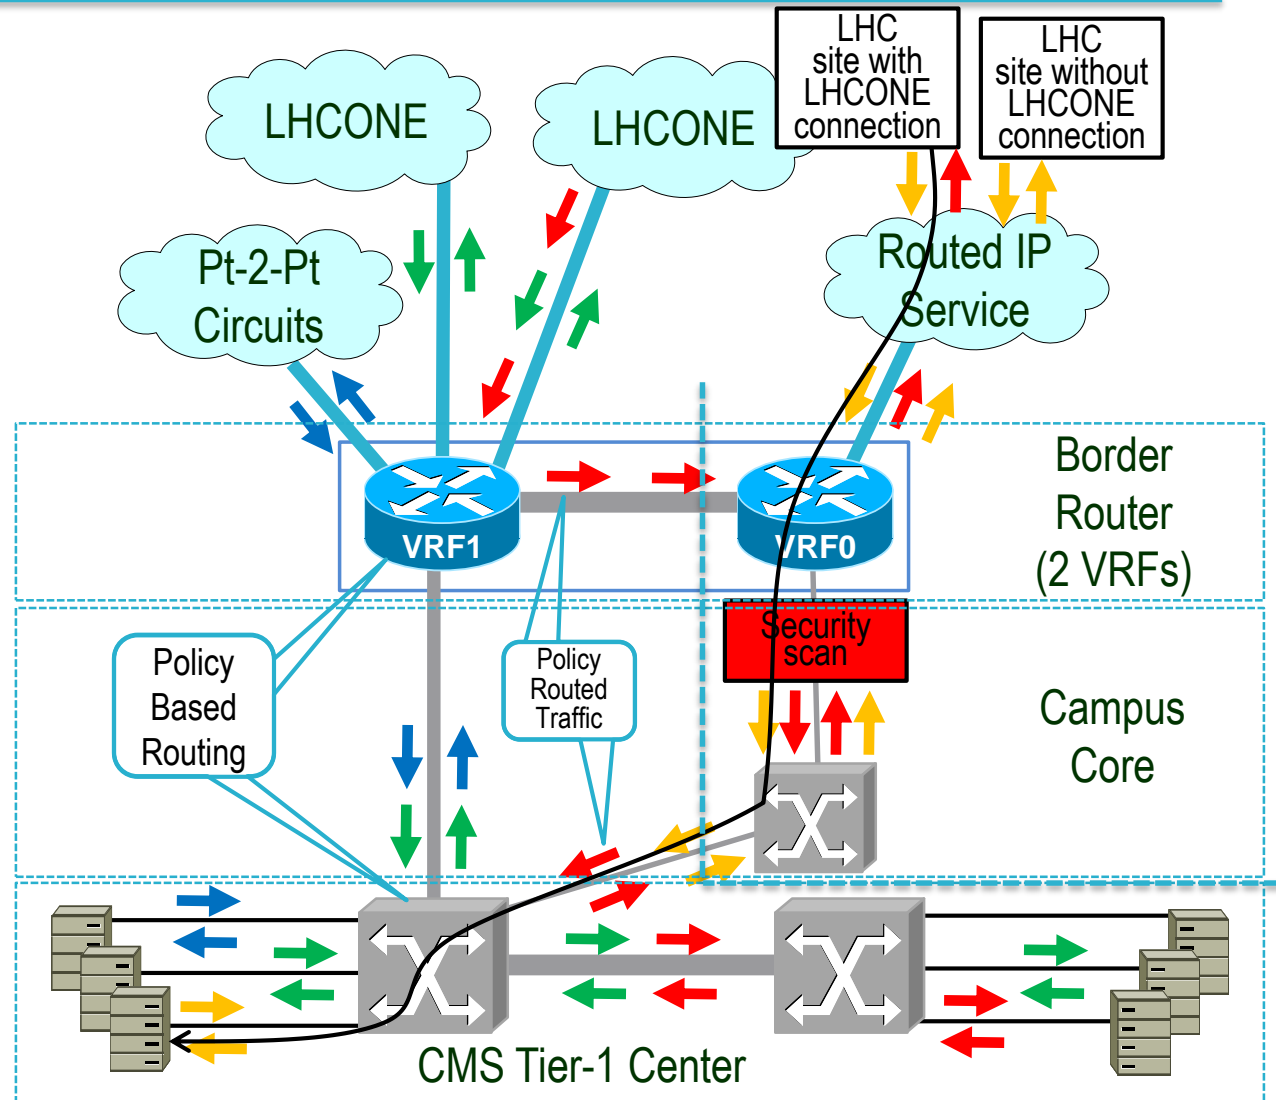 LHC
site with
LHCONE
connection
LHC
site without
LHCONE
connection
LHCONE
LHCONE
Pt-2-Pt
Circuits
Routed IP
Service
Border
Router
(2 VRFs)
VRF1
VRF0
Security
scan
Policy
Based
Routing
Policy
Routed
Traffic
Campus
Core
CMS Tier-1 Center